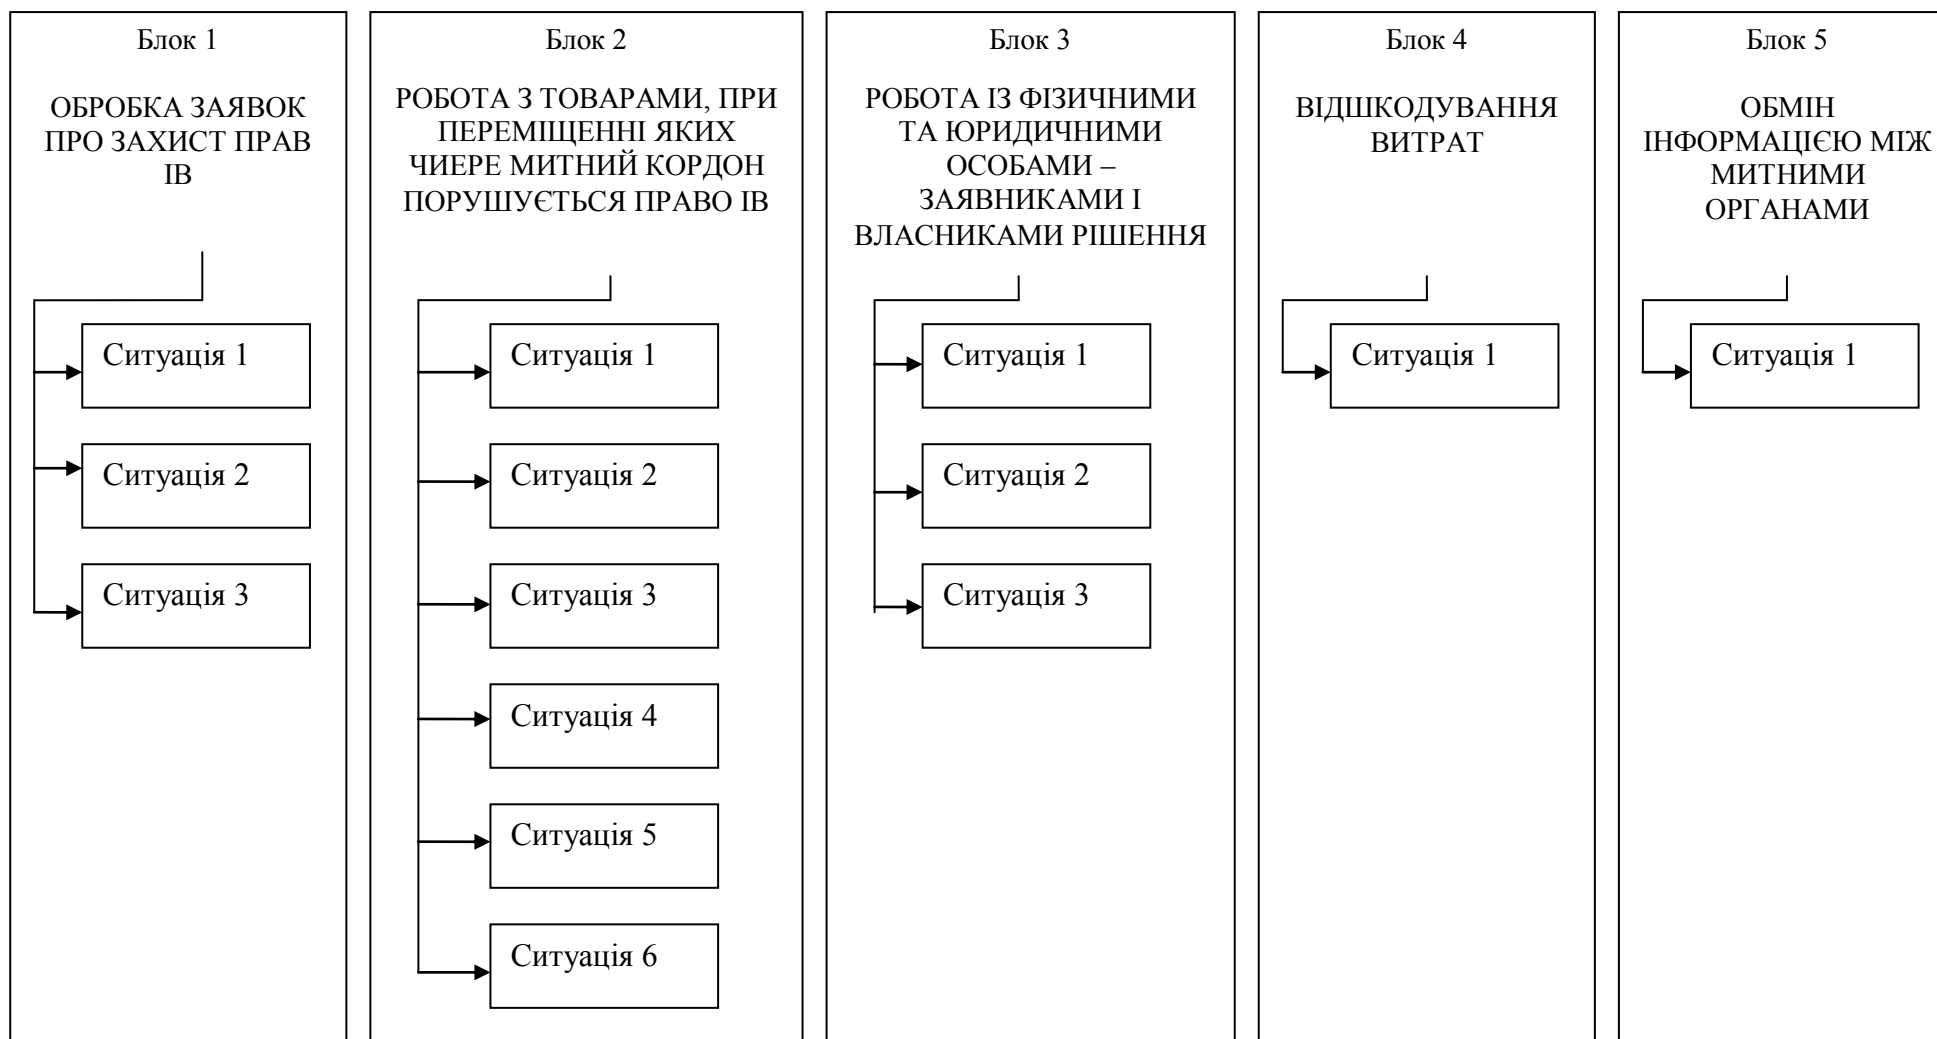 Блок 1
ОБРОБКА ЗАЯВОК
ПРО ЗАХИСТ ПРАВ
ІВ
Ситуація 1
Ситуація 2
Ситуація 3
Блок 2
РОБОТА З ТОВАРАМИ, ПРИ
ПЕРЕМІЩЕННІ ЯКИХ
ЧИЕРЕ МИТНИЙ КОРДОН
ПОРУШУЄТЬСЯ ПРАВО ІВ
Ситуація 1
Ситуація 2
Ситуація 3
Ситуація 4
Ситуація 5
Ситуація 6
Блок 3
РОБОТА ІЗ ФІЗИЧНИМИ
ТА ЮРИДИЧНИМИ
ОСОБАМИ –
ЗАЯВНИКАМИ І
ВЛАСНИКАМИ РІШЕННЯ
Ситуація 1
Ситуація 2
Ситуація 3
Блок 4
ВІДШКОДУВАННЯ
ВИТРАТ
Ситуація 1
Блок 5
ОБМІН
ІНФОРМАЦІЄЮ МІЖ
МИТНИМИ
ОРГАНАМИ
Ситуація 1